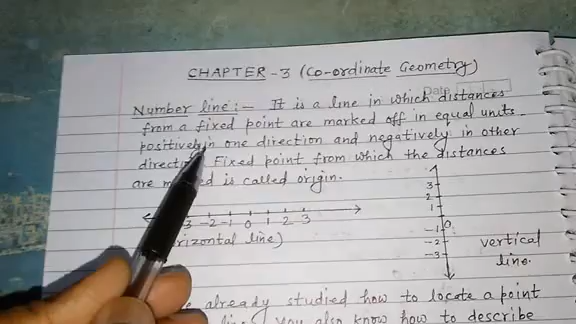 CHAPTER - 3 (Co-ordinate Geometry)
Date
Number line:- It is a line in which distances
from a fixed point are marked off in equal units
positively in one direction and negatively in other
Fixed point from which the distances
are is called origin.
-2 -1 0 1 2 3
3
2
1
0
-1
-2
-3
line)
vertical
line.
already studied how to locate a point
You also know how to describe